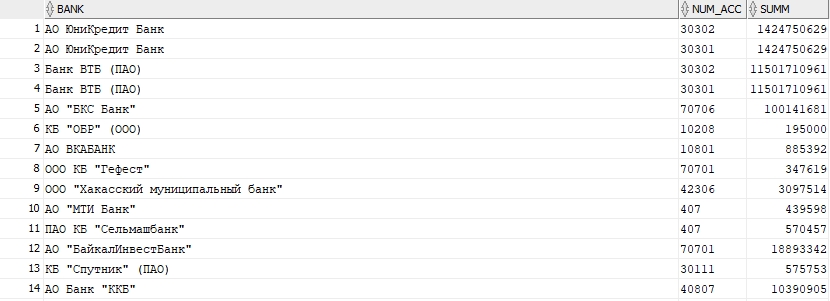 BANK NUM_ACC SUMM
1 АО ЮниКредит Банк 30302 1424750629
2 АО ЮниКредит Банк 30301 1424750629
3 Банк ВТБ (ПАО) 30302 11501710961
4 Банк ВТБ (ПАО) 30301 11501710961
5 АО "БКС Банк" 70706 100141681
6 КБ "ОБР" (ООО) 10208 195000
7 АО ВКАБАНК 10801 885392
8 ООО КБ "Гефест" 70701 347619
9 ООО "Хакасский муниципальный банк" 42306 3097514
10 АО "МТИ Банк" 407 439598
11 ПАО КБ "Сельмашбанк" 407 570457
12 АО "БайкалИнвестБанк" 70701 18893342
13 КБ "Спутник" (ПАО) 30111 575753
14 АО Банк "ККБ" 40807 10390905